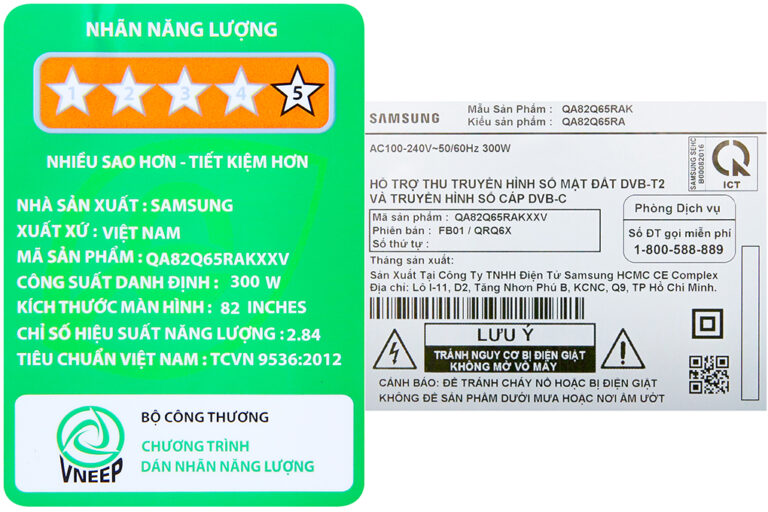 NHÃN NĂNG LƯỢNG
1 2 3 4 5
NHIỀU SAO HƠN - TIẾT KIỆM HƠN
NHÀ SẢN XUẤT : SAMSUNG
XUẤT XỨ : VIỆT NAM
MÃ SẢN PHẨM : QA82Q65RAKXXV
CÔNG SUẤT DANH ĐỊNH : 300 W
KÍCH THƯỚC MÀN HÌNH : 82 INCHES
CHỈ SỐ HIỆU SUẤT NĂNG LƯỢNG : 2.84
TIÊU CHUẨN VIỆT NAM : TCVN 9536:2012
VNEEP
BỘ CÔNG THƯƠNG
CHƯƠNG TRÌNH
DÁN NHÃN NĂNG LƯỢNG
SAMSUNG
Mẫu Sản Phẩm : QA82Q65RAK
Kiểu sản phẩm : QA82Q65RA
AC100-240V~50/60Hz 300W
SAMSUNG SEHC
B00082016
ICT
HỖ TRỢ THU TRUYỀN HÌNH SỐ MẶT ĐẤT DVB-T2
VÀ TRUYỀN HÌNH SỐ CÁP DVB-C
Mã sản phẩm : QA82Q65RAKXXV
Phiên bản : FB01 / QRQ6X
Số thứ tự :
Phòng Dịch vụ
Số ĐT gọi miễn phí
1-800-588-889
Tháng sản xuất:
Sản Xuất Tại Công Ty TNHH Điện Tử Samsung HCMC CE Complex
Địa chỉ: Lô I-11, D2, Tăng Nhơn Phú B, KCNC, Q9, TP Hồ Chí Minh.
LƯU Ý
TRÁNH NGUY CƠ BỊ ĐIỆN GIẬT
KHÔNG MỞ VỎ MÁY
CẢNH BÁO: ĐỂ TRÁNH CHÁY NỔ HOẶC BỊ ĐIỆN GIẬT
KHÔNG ĐỂ SẢN PHẨM DƯỚI MƯA HOẶC NƠI ẨM ƯỚT